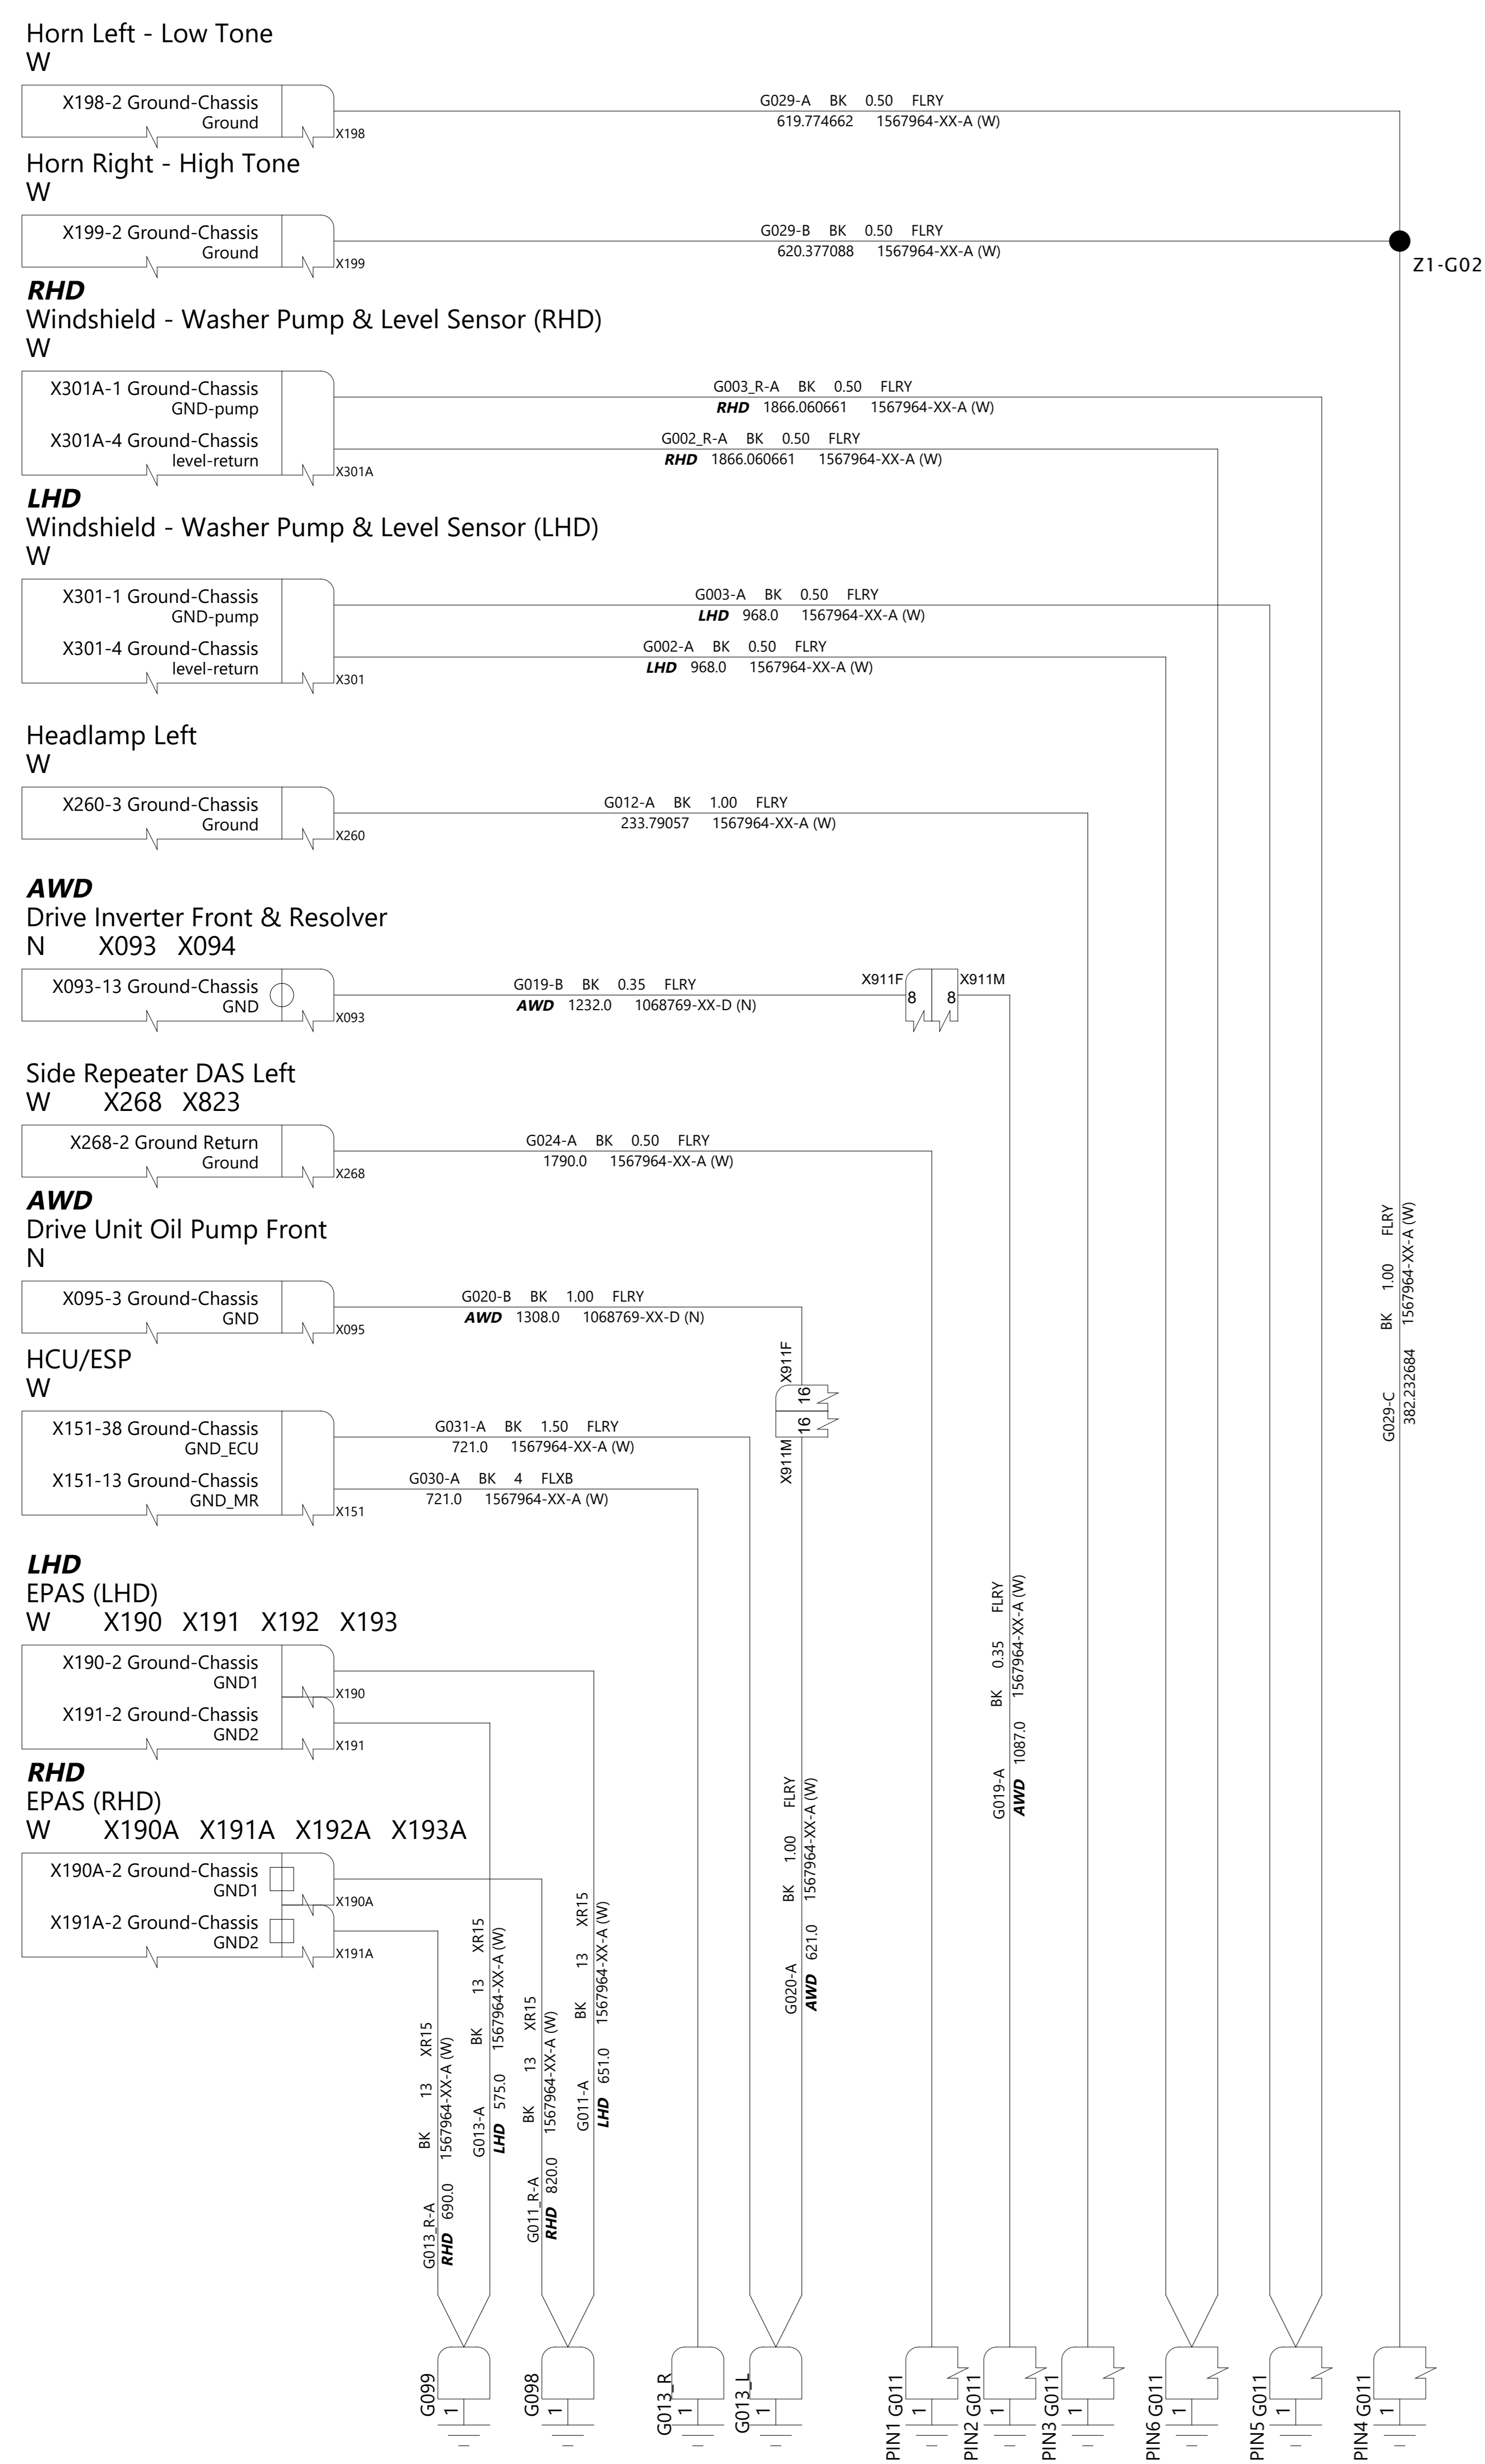 Horn Left - Low Tone
W
X198-2 Ground-Chassis
Ground
X198
G029-A BK 0.50 FLRY
619.774662 1567964-XX-A (W)
Horn Right - High Tone
W
X199-2 Ground-Chassis
Ground
X199
G029-B BK 0.50 FLRY
620.377088 1567964-XX-A (W)
Z1-G02
RHD
Windshield - Washer Pump & Level Sensor (RHD)
W
X301A-1 Ground-Chassis
GND-pump
G003_R-A BK 0.50 FLRY
RHD 1866.060661 1567964-XX-A (W)
X301A-4 Ground-Chassis
level-return
X301A
G002_R-A BK 0.50 FLRY
RHD 1866.060661 1567964-XX-A (W)
LHD
Windshield - Washer Pump & Level Sensor (LHD)
W
X301-1 Ground-Chassis
GND-pump
G003-A BK 0.50 FLRY
LHD 968.0 1567964-XX-A (W)
X301-4 Ground-Chassis
level-return
X301
G002-A BK 0.50 FLRY
LHD 968.0 1567964-XX-A (W)
Headlamp Left
W
X260-3 Ground-Chassis
Ground
X260
G012-A BK 1.00 FLRY
233.79057 1567964-XX-A (W)
AWD
Drive Inverter Front & Resolver
N X093 X094
X093-13 Ground-Chassis
GND
X093
G019-B BK 0.35 FLRY
AWD 1232.0 1068769-XX-D (N)
X911F X911M
8 8
Side Repeater DAS Left
W X268 X823
X268-2 Ground Return
Ground
X268
G024-A BK 0.50 FLRY
1790.0 1567964-XX-A (W)
AWD
Drive Unit Oil Pump Front
N
X095-3 Ground-Chassis
GND
X095
G020-B BK 1.00 FLRY
AWD 1308.0 1068769-XX-D (N)
X911F
16
16
X911M
G029-C BK 1.00 FLRY
382.232684 1567964-XX-A (W)
HCU/ESP
W
X151-38 Ground-Chassis
GND_ECU
G031-A BK 1.50 FLRY
721.0 1567964-XX-A (W)
X151-13 Ground-Chassis
GND_MR
X151
G030-A BK 4 FLXB
721.0 1567964-XX-A (W)
LHD
EPAS (LHD)
W X190 X191 X192 X193
X190-2 Ground-Chassis
GND1
X190
X191-2 Ground-Chassis
GND2
X191
RHD
EPAS (RHD)
W X190A X191A X192A X193A
X190A-2 Ground-Chassis
GND1
X190A
X191A-2 Ground-Chassis
GND2
X191A
G013_R-A BK 13 XR15
RHD 690.0 1567964-XX-A (W)
G013-A BK 13 XR15
LHD 575.0 1567964-XX-A (W)
G011_R-A BK 13 XR15
RHD 820.0 1567964-XX-A (W)
G011-A BK 13 XR15
LHD 651.0 1567964-XX-A (W)
G020-A BK 1.00 FLRY
AWD 621.0 1567964-XX-A (W)
G019-A BK 0.35 FLRY
AWD 1087.0 1567964-XX-A (W)
G099
1
G098
1
G013_R
1
G013_L
1
PIN1 G011
1
PIN2 G011
1
PIN3 G011
1
PIN6 G011
1
PIN5 G011
1
PIN4 G011
1